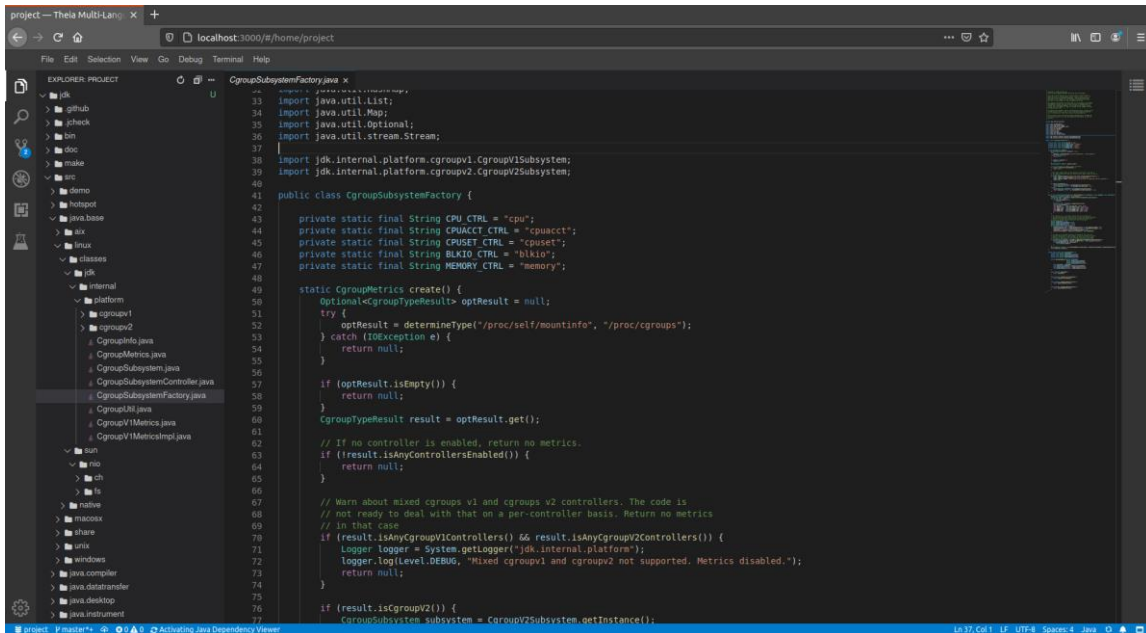 project — Theia Multi-Lang
localhost:3000/#/home/project
File Edit Selection View Go Debug Terminal Help
EXPLORER: PROJECT
jdk U
.github
.jcheck
bin
doc
make
src
demo
hotspot
java.base
aix
linux
classes
jdk
internal
platform
cgroupv1
cgroupv2
CgroupInfo.java
CgroupMetrics.java
CgroupSubsystem.java
CgroupSubsystemController.java
CgroupSubsystemFactory.java
CgroupUtil.java
CgroupV1Metrics.java
CgroupV1MetricsImpl.java
sun
nio
ch
fs
native
macosx
share
unix
windows
java.compiler
java.datatransfer
java.desktop
java.instrument
2
CgroupSubsystemFactory.java ×
32 import java.util.HashMap;
33 import java.util.List;
34 import java.util.Map;
35 import java.util.Optional;
36 import java.util.stream.Stream;
37
38 import jdk.internal.platform.cgroupv1.CgroupV1Subsystem;
39 import jdk.internal.platform.cgroupv2.CgroupV2Subsystem;
40
41 public class CgroupSubsystemFactory {
42
43 private static final String CPU_CTRL = "cpu";
44 private static final String CPUACCT_CTRL = "cpuacct";
45 private static final String CPUSET_CTRL = "cpuset";
46 private static final String BLKIO_CTRL = "blkio";
47 private static final String MEMORY_CTRL = "memory";
48
49 static CgroupMetrics create() {
50 Optional<CgroupTypeResult> optResult = null;
51 try {
52 optResult = determineType("/proc/self/mountinfo", "/proc/cgroups");
53 } catch (IOException e) {
54 return null;
55 }
56
57 if (optResult.isEmpty()) {
58 return null;
59 }
60 CgroupTypeResult result = optResult.get();
61
62 // If no controller is enabled, return no metrics.
63 if (!result.isAnyControllersEnabled()) {
64 return null;
65 }
66
67 // Warn about mixed cgroups v1 and cgroups v2 controllers. The code is
68 // not ready to deal with that on a per-controller basis. Return no metrics
69 // in that case
70 if (result.isAnyCgroupV1Controllers() && result.isAnyCgroupV2Controllers()) {
71 Logger logger = System.getLogger("jdk.internal.platform");
72 logger.log(Level.DEBUG, "Mixed cgroupv1 and cgroupv2 not supported. Metrics disabled.");
73 return null;
74 }
75
76 if (result.isCgroupV2()) {
77 CgroupSubsystem subsystem = CgroupV2Subsystem.getInstance();
project master*+ 0 0 0 Activating Java Dependency Viewer
Ln 37, Col 1 LF UTF-8 Spaces: 4 Java